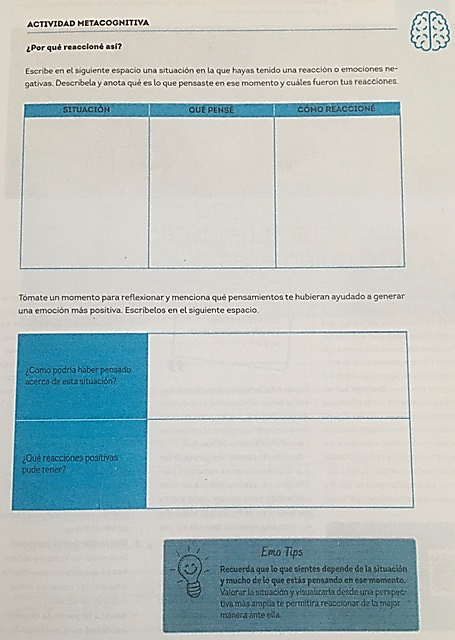 ACTIVIDAD METACOGNITIVA
¿Por qué reaccioné así?
Escribe en el siguiente espacio una situación en la que hayas tenido una reacción o emociones ne-
gativas. Descríbela y anota qué es lo que pensaste en ese momento y cuáles fueron tus reacciones.
SITUACIÓN QUÉ PENSÉ CÓMO REACCIONÉ
Tómate un momento para reflexionar y menciona qué pensamientos te hubieran ayudado a generar
una emoción más positiva. Escríbelos en el siguiente espacio.
¿Cómo podría haber pensado
acerca de esta situación?
¿Qué reacciones positivas
pude tener?
Emo Tips
Recuerda que lo que sientes depende de la situación
y mucho de lo que estás pensando en ese momento.
Valorar la situación y visualizarla desde una perspec-
tiva más amplia te permitirá reaccionar de la mejor
manera ante ella.